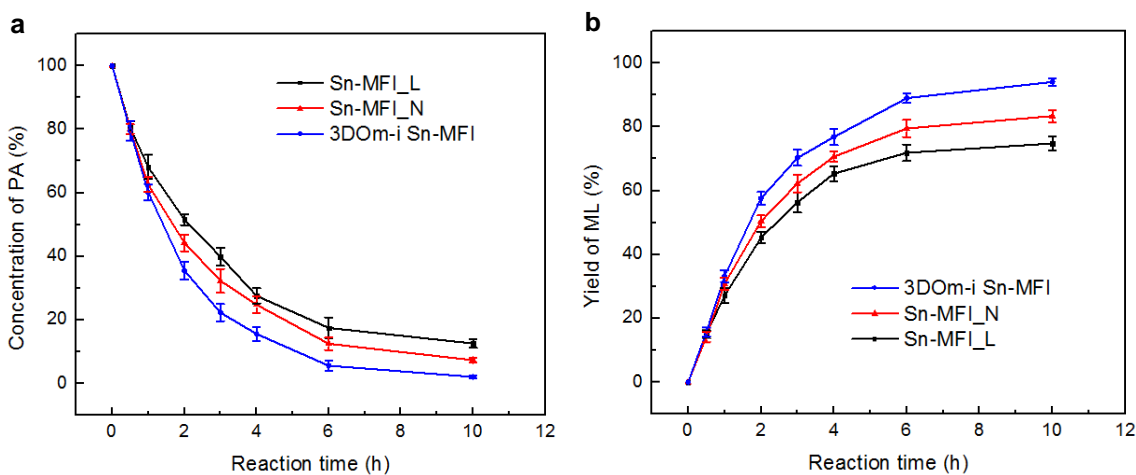 a
Concentration of PA (%)
100
80
60
40
20
0
Sn-MFI_L
Sn-MFI_N
3DOm-i Sn-MFI
0 2 4 6 8 10 12
Reaction time (h)
b
Yield of ML (%)
100
80
60
40
20
0
3DOm-i Sn-MFI
Sn-MFI_N
Sn-MFI_L
0 2 4 6 8 10 12
Reaction time (h)